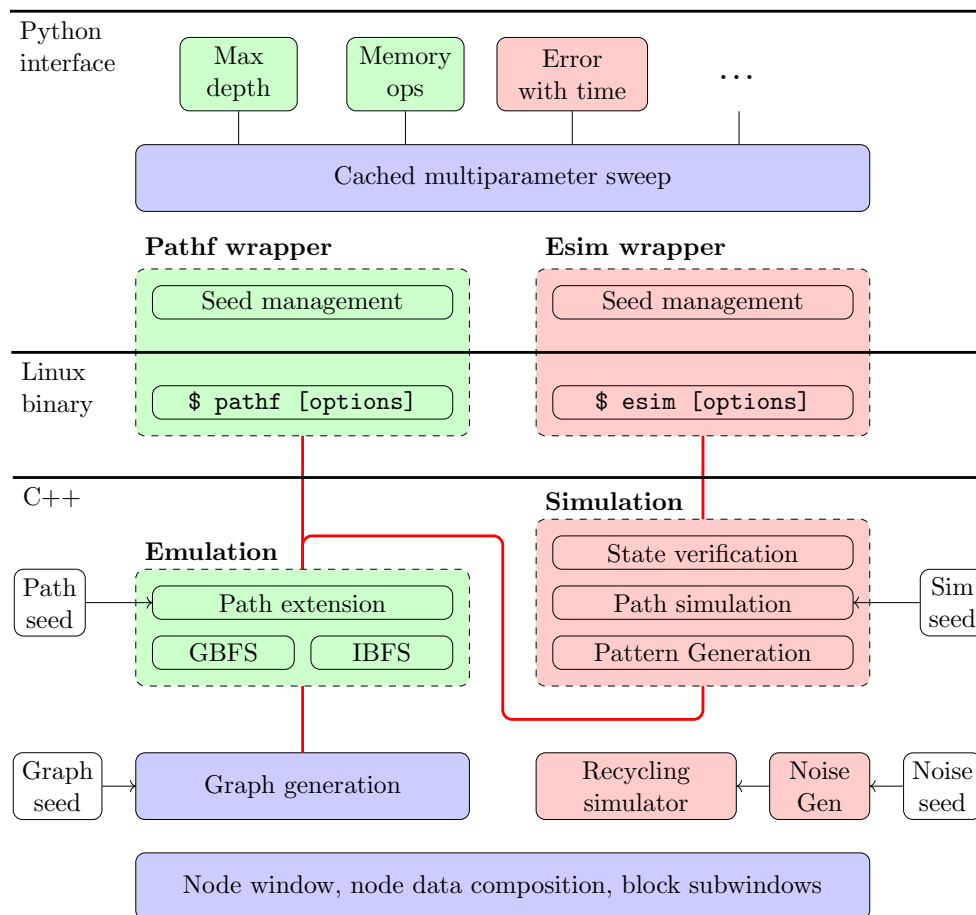 Python
interface
Max
depth
Memory
ops
Error
with time
...
Cached multiparameter sweep
Pathf wrapper
Esim wrapper
Seed management
Seed management
Linux
binary
$ pathf [options]
$ esim [options]
C++
Simulation
Emulation
State verification
Path
seed
Path extension
Path simulation
Sim
seed
GBFS
IBFS
Pattern Generation
Graph
seed
Graph generation
Recycling
simulator
Noise
Gen
Noise
seed
Node window, node data composition, block subwindows